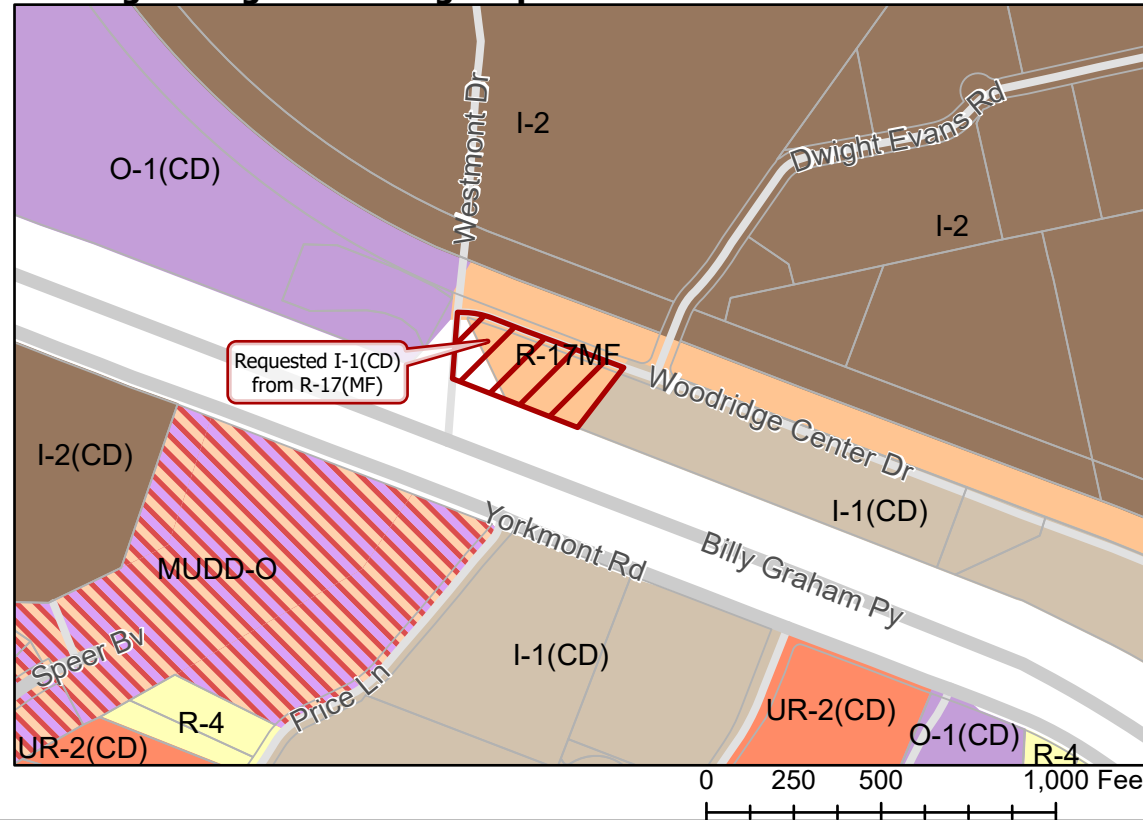 I-2
Westmont Dr
Dwight Evans Rd
O-1(CD)
I-2
Requested I-1(CD)
from R-17(MF)
R-17MF
Woodridge Center Dr
I-2(CD)
I-1(CD)
Yorkmont Rd
Billy Graham Py
MUDD-O
Speer Bv
I-1(CD)
Price Ln
R-4
UR-2(CD)
UR-2(CD)
O-1(CD)
R-4
0 250 500 1,000 Fee